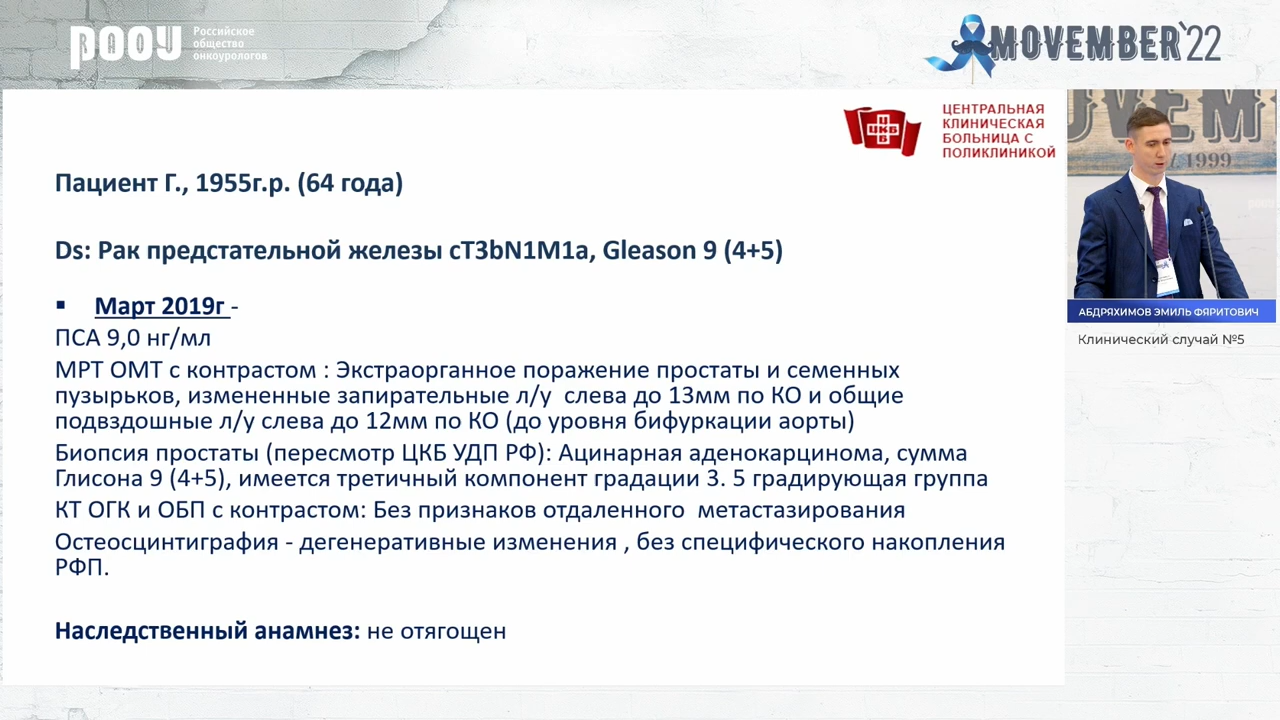 РООУ
Российское
общество
онкоурологов
MOVEMBER'22
ЦЕНТРАЛЬНАЯ
КЛИНИЧЕСКАЯ
БОЛЬНИЦА С
ПОЛИКЛИНИКОЙ
ЦКБ
Пациент Г., 1955г.р. (64 года)
Ds: Рак предстательной железы cT3bN1M1a, Gleason 9 (4+5)
▪ Март 2019г -
ПСА 9,0 нг/мл
МРТ ОМТ с контрастом : Экстраорганное поражение простаты и семенных
пузырьков, измененные запирательные л/у слева до 13мм по КО и общие
подвздошные л/у слева до 12мм по КО (до уровня бифуркации аорты)
Биопсия простаты (пересмотр ЦКБ УДП РФ): Ацинарная аденокарцинома, сумма
Глисона 9 (4+5), имеется третичный компонент градации 3. 5 градирующая группа
КТ ОГК и ОБП с контрастом: Без признаков отдаленного метастазирования
Остеосцинтиграфия - дегенеративные изменения , без специфического накопления
РФП.
Наследственный анамнез: не отягощен
OVEM
/ 1999
АБДРЯХИМОВ ЭМИЛЬ ФЯРИТОВИЧ
Клинический случай №5